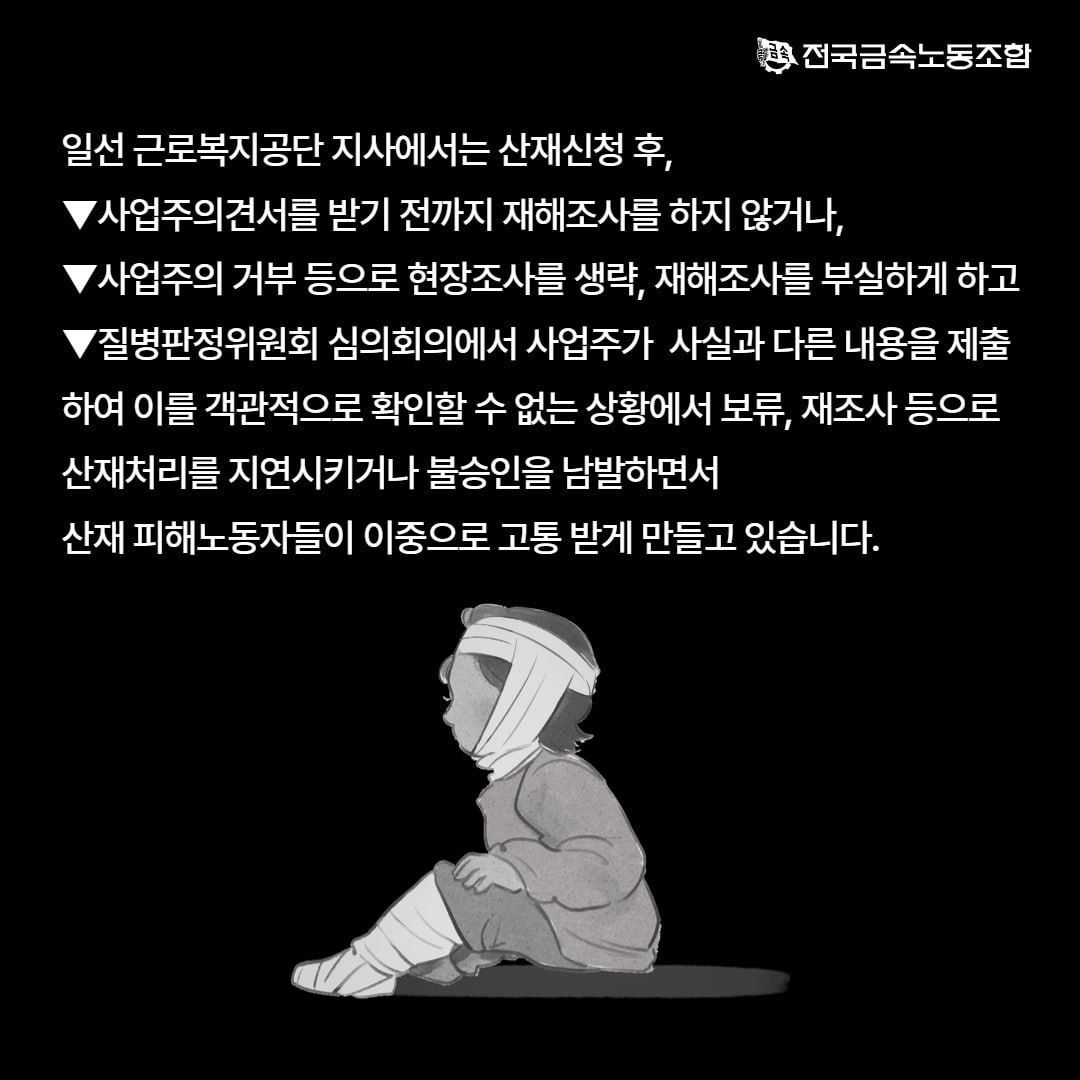 금속
전국금속노동조합
일선 근로복지공단 지사에서는 산재신청 후,
▼사업주의견서를 받기 전까지 재해조사를 하지 않거나,
▼사업주의 거부 등으로 현장조사를 생략, 재해조사를 부실하게 하고
▼질병판정위원회 심의회의에서 사업주가  사실과 다른 내용을 제출
하여 이를 객관적으로 확인할 수 없는 상황에서 보류, 재조사 등으로
산재처리를 지연시키거나 불승인을 남발하면서
산재 피해노동자들이 이중으로 고통 받게 만들고 있습니다.